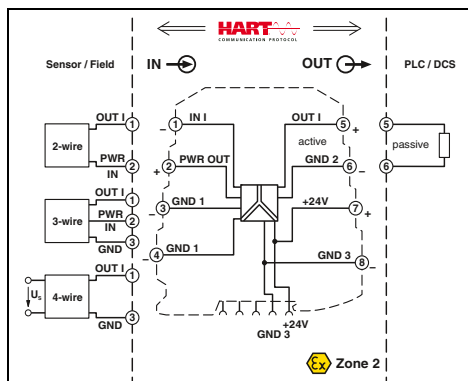 HART
COMMUNICATION PROTOCOL
Sensor / Field
IN
OUT
PLC / DCS
OUT I
1
2-wire
PWR
IN
2
OUT I
1
3-wire
PWR
IN
2
GND
3
OUT I
1
4-wire
Us
GND
3
1
IN I
−
2
PWR OUT
+
3
GND 1
−
4
GND 1
−
OUT I
5
+
active
GND 2
6
−
+24V
7
+
GND 3
8
−
+24V
GND 3
5
passive
6
Ex
Zone 2